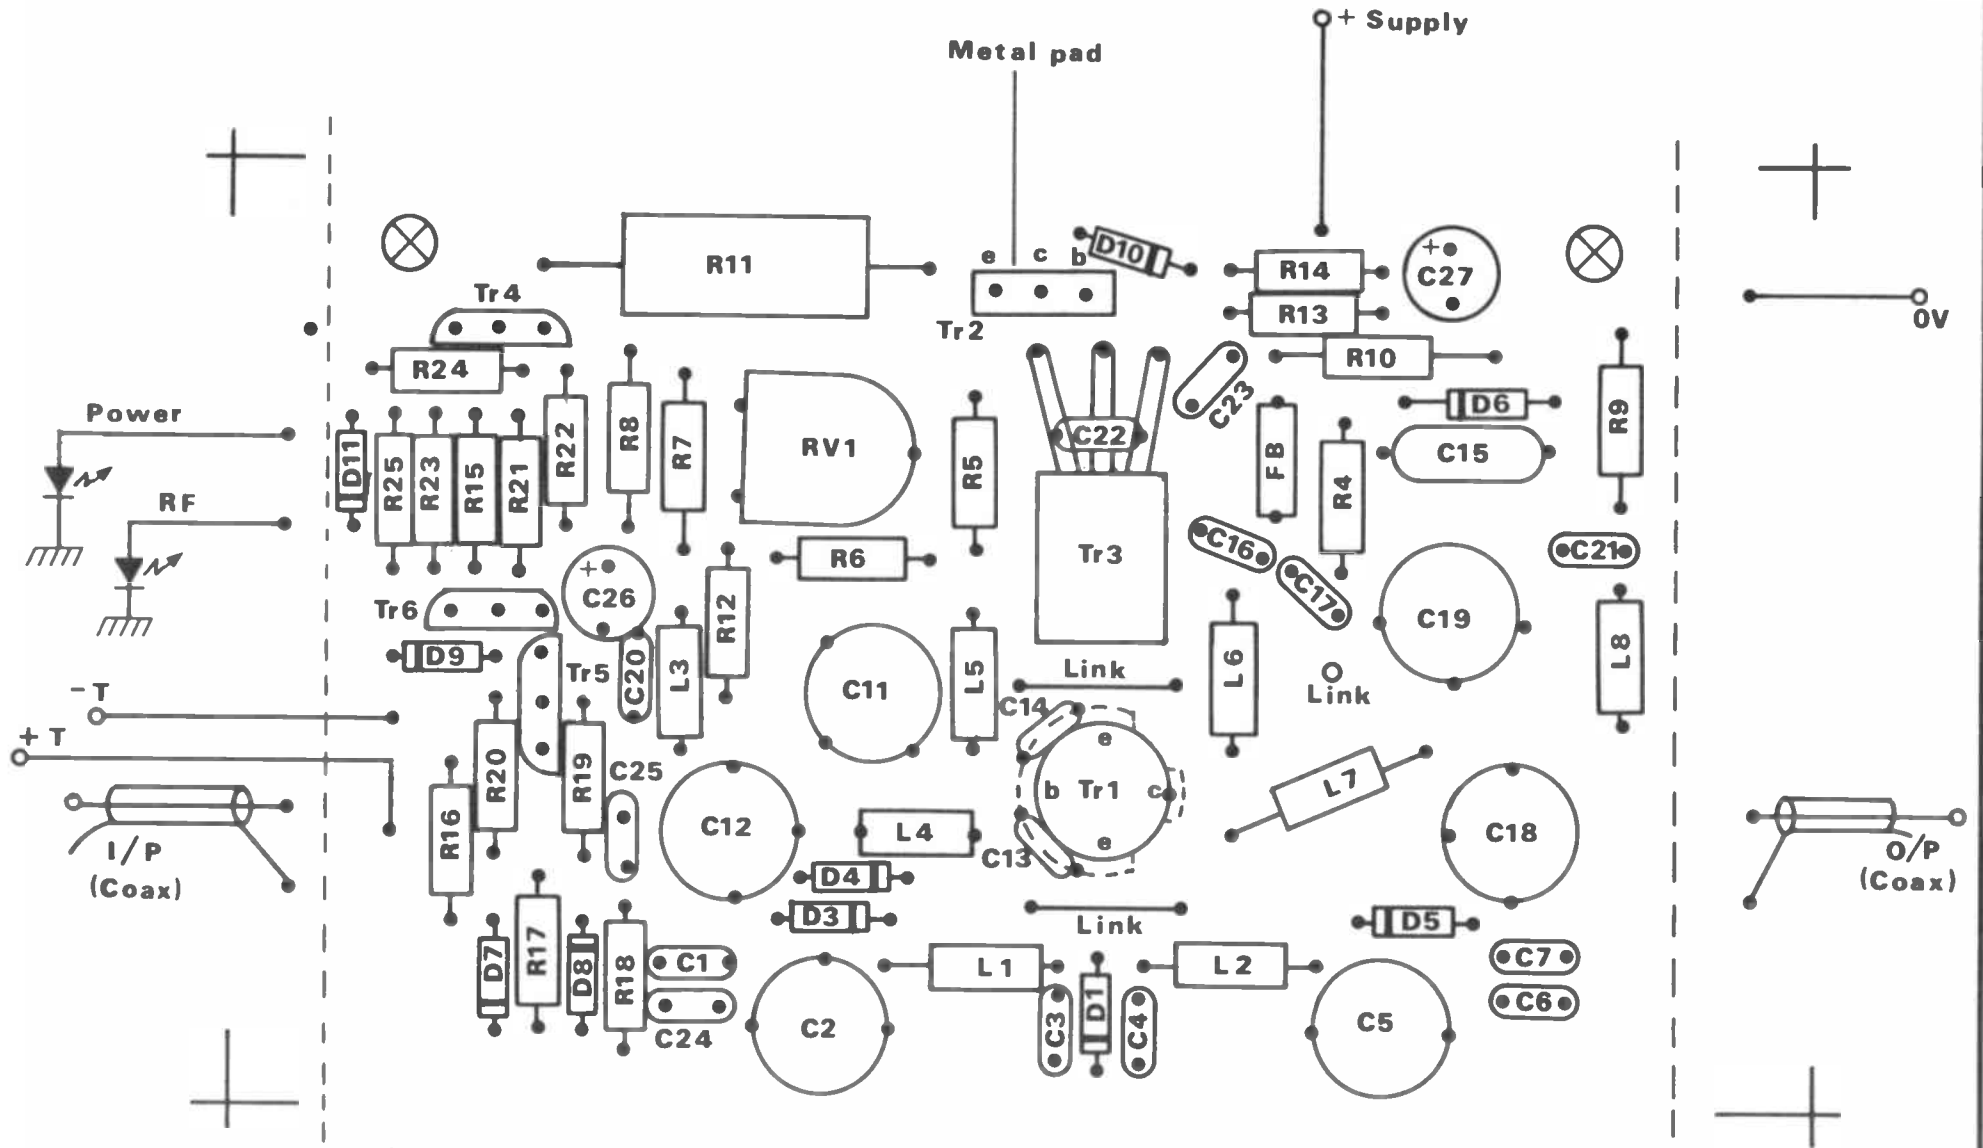 + Supply
Metal pad
e c b
D10
R11
R14
+
C27
Tr4
Tr2
R13
0V
R24
R10
Power
D6
R9
C23
D11
R25
R23
R15
R21
R22
R8
R7
RV1
R5
C22
FB
R4
C15
RF
Tr3
R6
C16
C21
+
C26
C17
Tr6
R12
C19
D9
Tr5
C20
L3
C11
L5
Link
L6
Link
L8
- T
C14
+ T
e
R20
R19
C25
b Tr1 c
L7
R16
C12
L4
C18
e
I/P
(Coax)
C13
O/P
(Coax)
D4
D3
Link
D5
D7
R17
D8
R18
C1
L1
L2
C7
C24
C2
C3
D1
C4
C5
C6